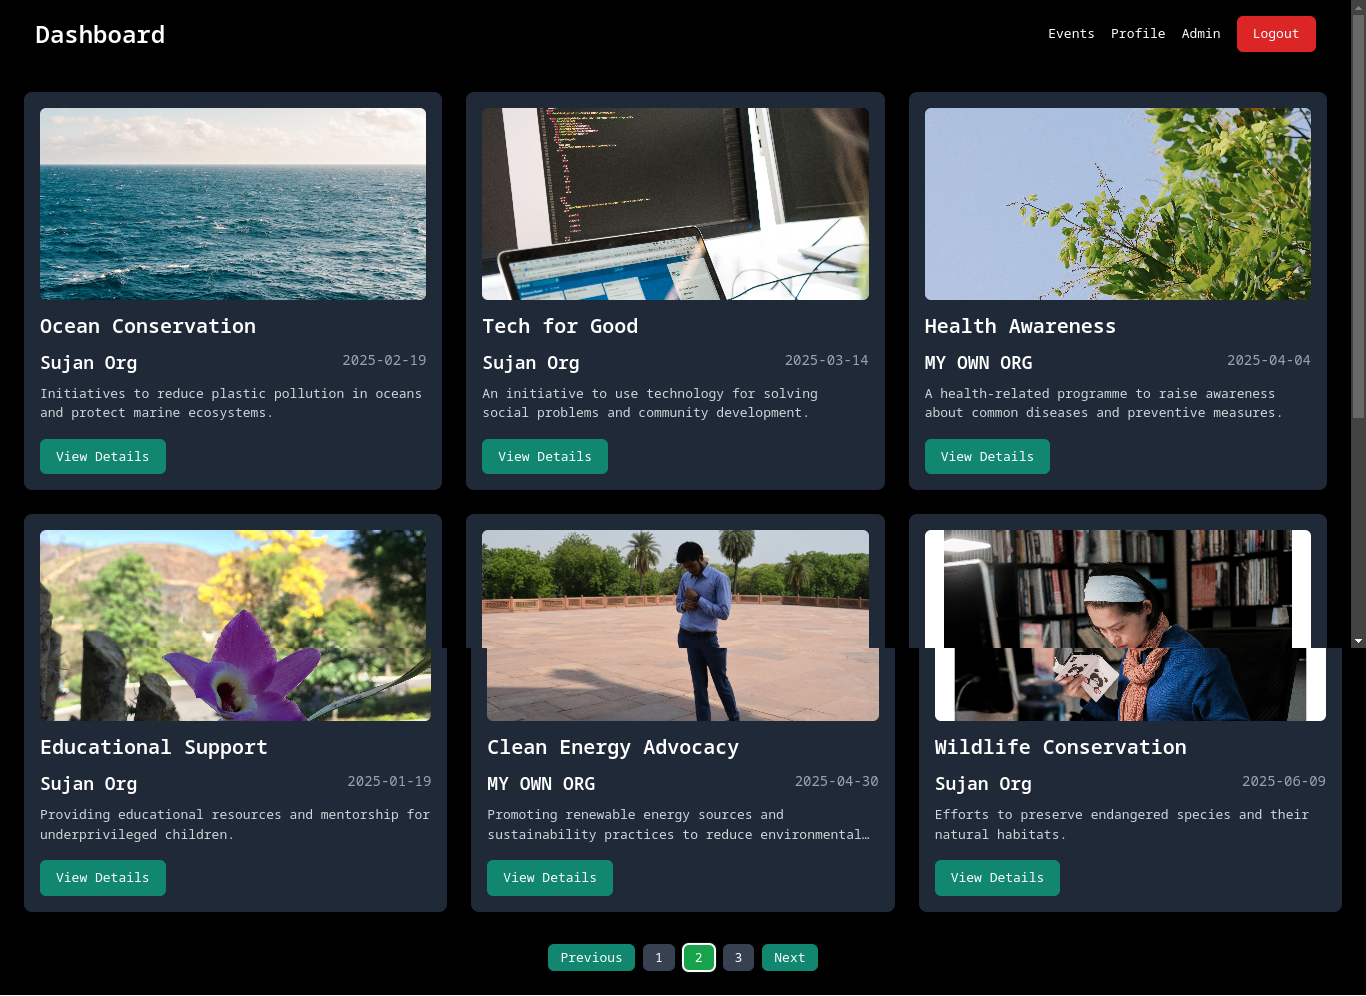 Dashboard
Events Profile Admin Logout
Ocean Conservation
Sujan Org 2025-02-19
Initiatives to reduce plastic pollution in oceans
and protect marine ecosystems.
View Details
Tech for Good
Sujan Org 2025-03-14
An initiative to use technology for solving
social problems and community development.
View Details
Health Awareness
MY OWN ORG 2025-04-04
A health-related programme to raise awareness
about common diseases and preventive measures.
View Details
Educational Support
Sujan Org 2025-01-19
Providing educational resources and mentorship for
underprivileged children.
View Details
Clean Energy Advocacy
MY OWN ORG 2025-04-30
Promoting renewable energy sources and
sustainability practices to reduce environmental…
View Details
Wildlife Conservation
Sujan Org 2025-06-09
Efforts to preserve endangered species and their
natural habitats.
View Details
Previous 1 2 3 Next